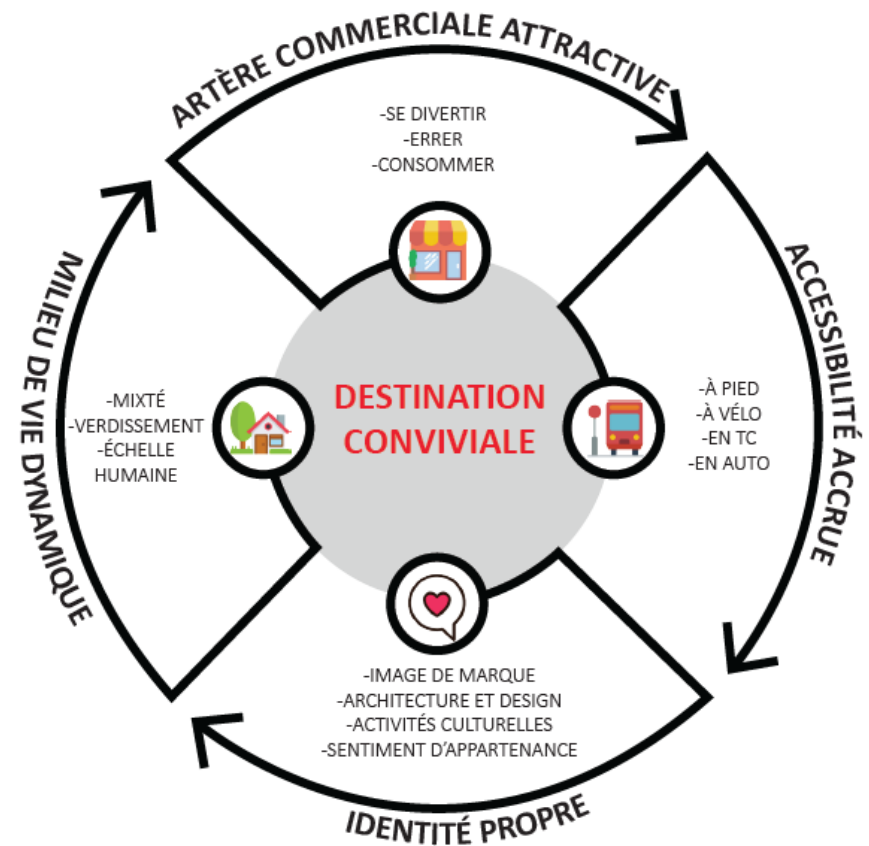 ARTÈRE COMMERCIALE ATTRACTIVE
-SE DIVERTIR
-ERRER
-CONSOMMER
ACCESSIBILITÉ ACCRUE
-À PIED
-À VÉLO
-EN TC
-EN AUTO
DESTINATION
CONVIVIALE
MILIEU DE VIE DYNAMIQUE
-MIXTÉ
-VERDISSEMENT
-ÉCHELLE
HUMAINE
-IMAGE DE MARQUE
-ARCHITECTURE ET DESIGN
-ACTIVITÉS CULTURELLES
-SENTIMENT D’APPARTENANCE
IDENTITÉ PROPRE